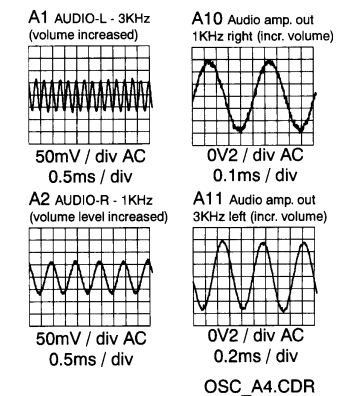 A1 AUDIO-L - 3KHz
(volume increased)
50mV / div AC
0.5ms / div
A10 Audio amp. out
1KHz right (incr. volume)
0V2 / div AC
0.1ms / div
A2 AUDIO-R - 1KHz
(volume level increased)
50mV / div AC
0.5ms / div
A11 Audio amp. out
3KHz left (incr. volume)
0V2 / div AC
0.2ms / div
OSC_A4.CDR